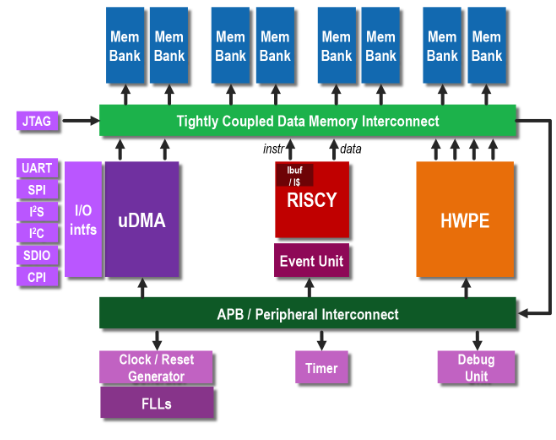 Mem
Bank
Mem
Bank
Mem
Bank
Mem
Bank
Mem
Bank
Mem
Bank
Mem
Bank
Mem
Bank
JTAG
Tightly Coupled Data Memory Interconnect
instr
data
UART
SPI
I²S
I²C
SDIO
CPI
I/O
intfs
uDMA
Ibuf
/ I$
RISCY
Event Unit
HWPE
APB / Peripheral Interconnect
Clock / Reset
Generator
FLLs
Timer
Debug
Unit